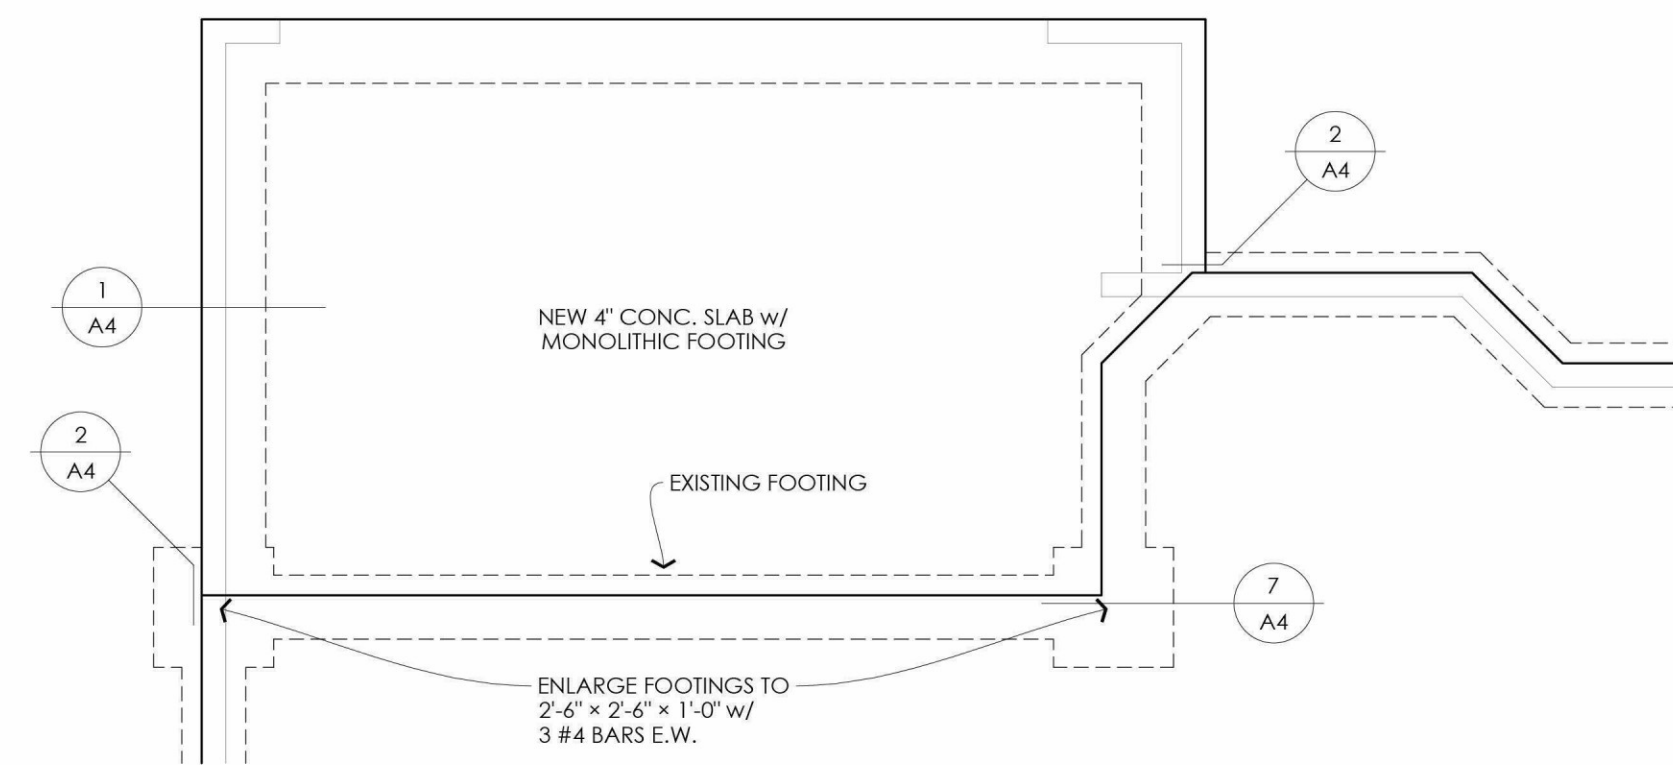 2
A4
1
A4
NEW 4" CONC. SLAB w/
MONOLITHIC FOOTING
2
A4
EXISTING FOOTING
7
A4
ENLARGE FOOTINGS TO
2'-6" × 2'-6" × 1'-0" w/
3 #4 BARS E.W.